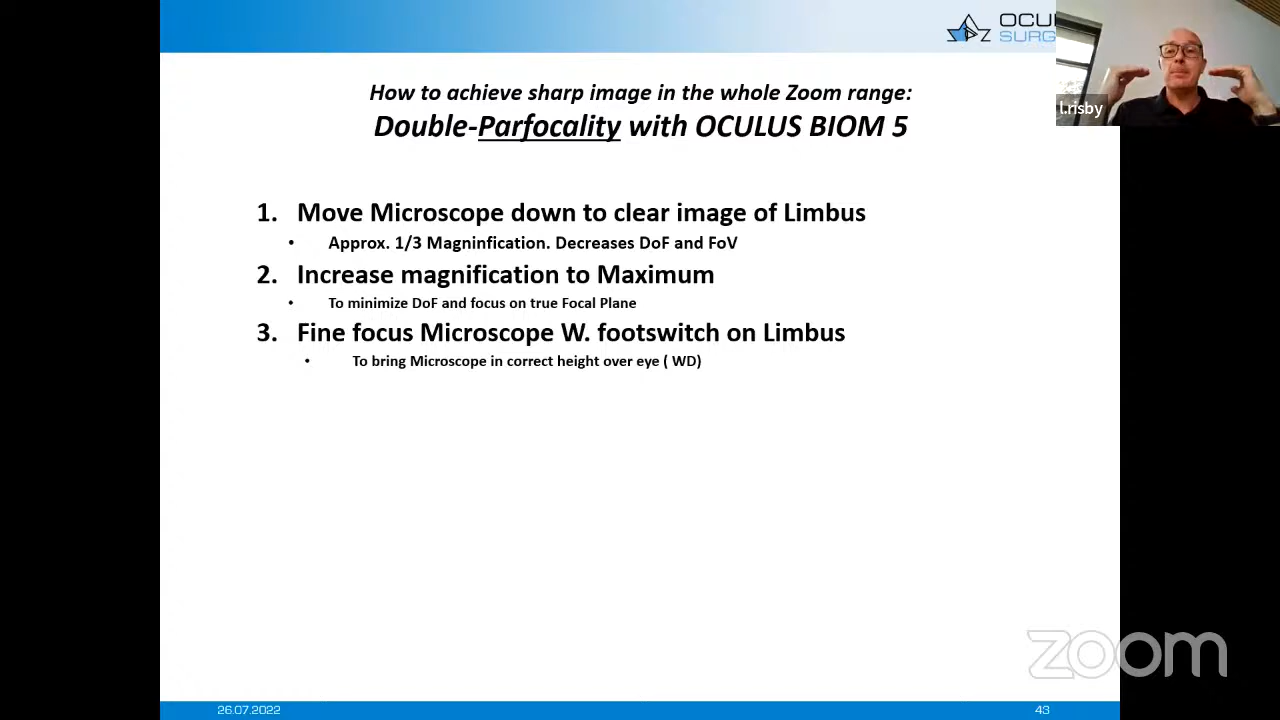 OCU
SURG
l.risby
How to achieve sharp image in the whole Zoom range:
Double-Parfocality with OCULUS BIOM 5
1. Move Microscope down to clear image of Limbus
• Approx. 1/3 Magninfication. Decreases DoF and FoV
2. Increase magnification to Maximum
• To minimize DoF and focus on true Focal Plane
3. Fine focus Microscope W. footswitch on Limbus
• To bring Microscope in correct height over eye ( WD)
zoom
26.07.2022
43